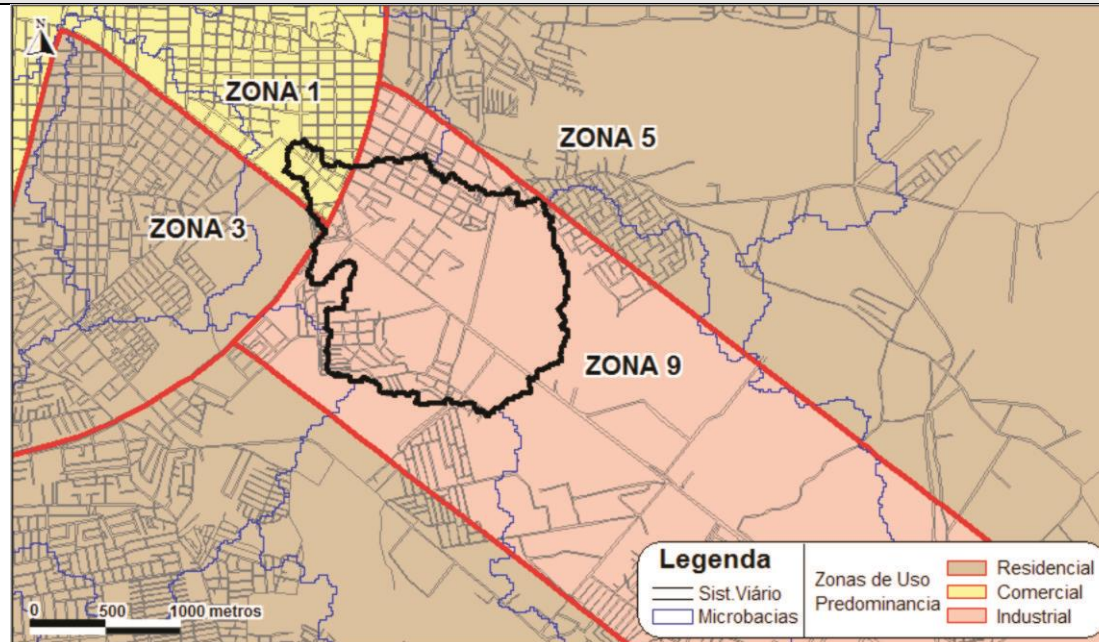 N
ZONA 1
ZONA 5
ZONA 3
ZONA 9
Legenda
Sist.Viário
Microbacias
Zonas de Uso
Predominancia
Residencial
Comercial
Industrial
0 500 1000 metros